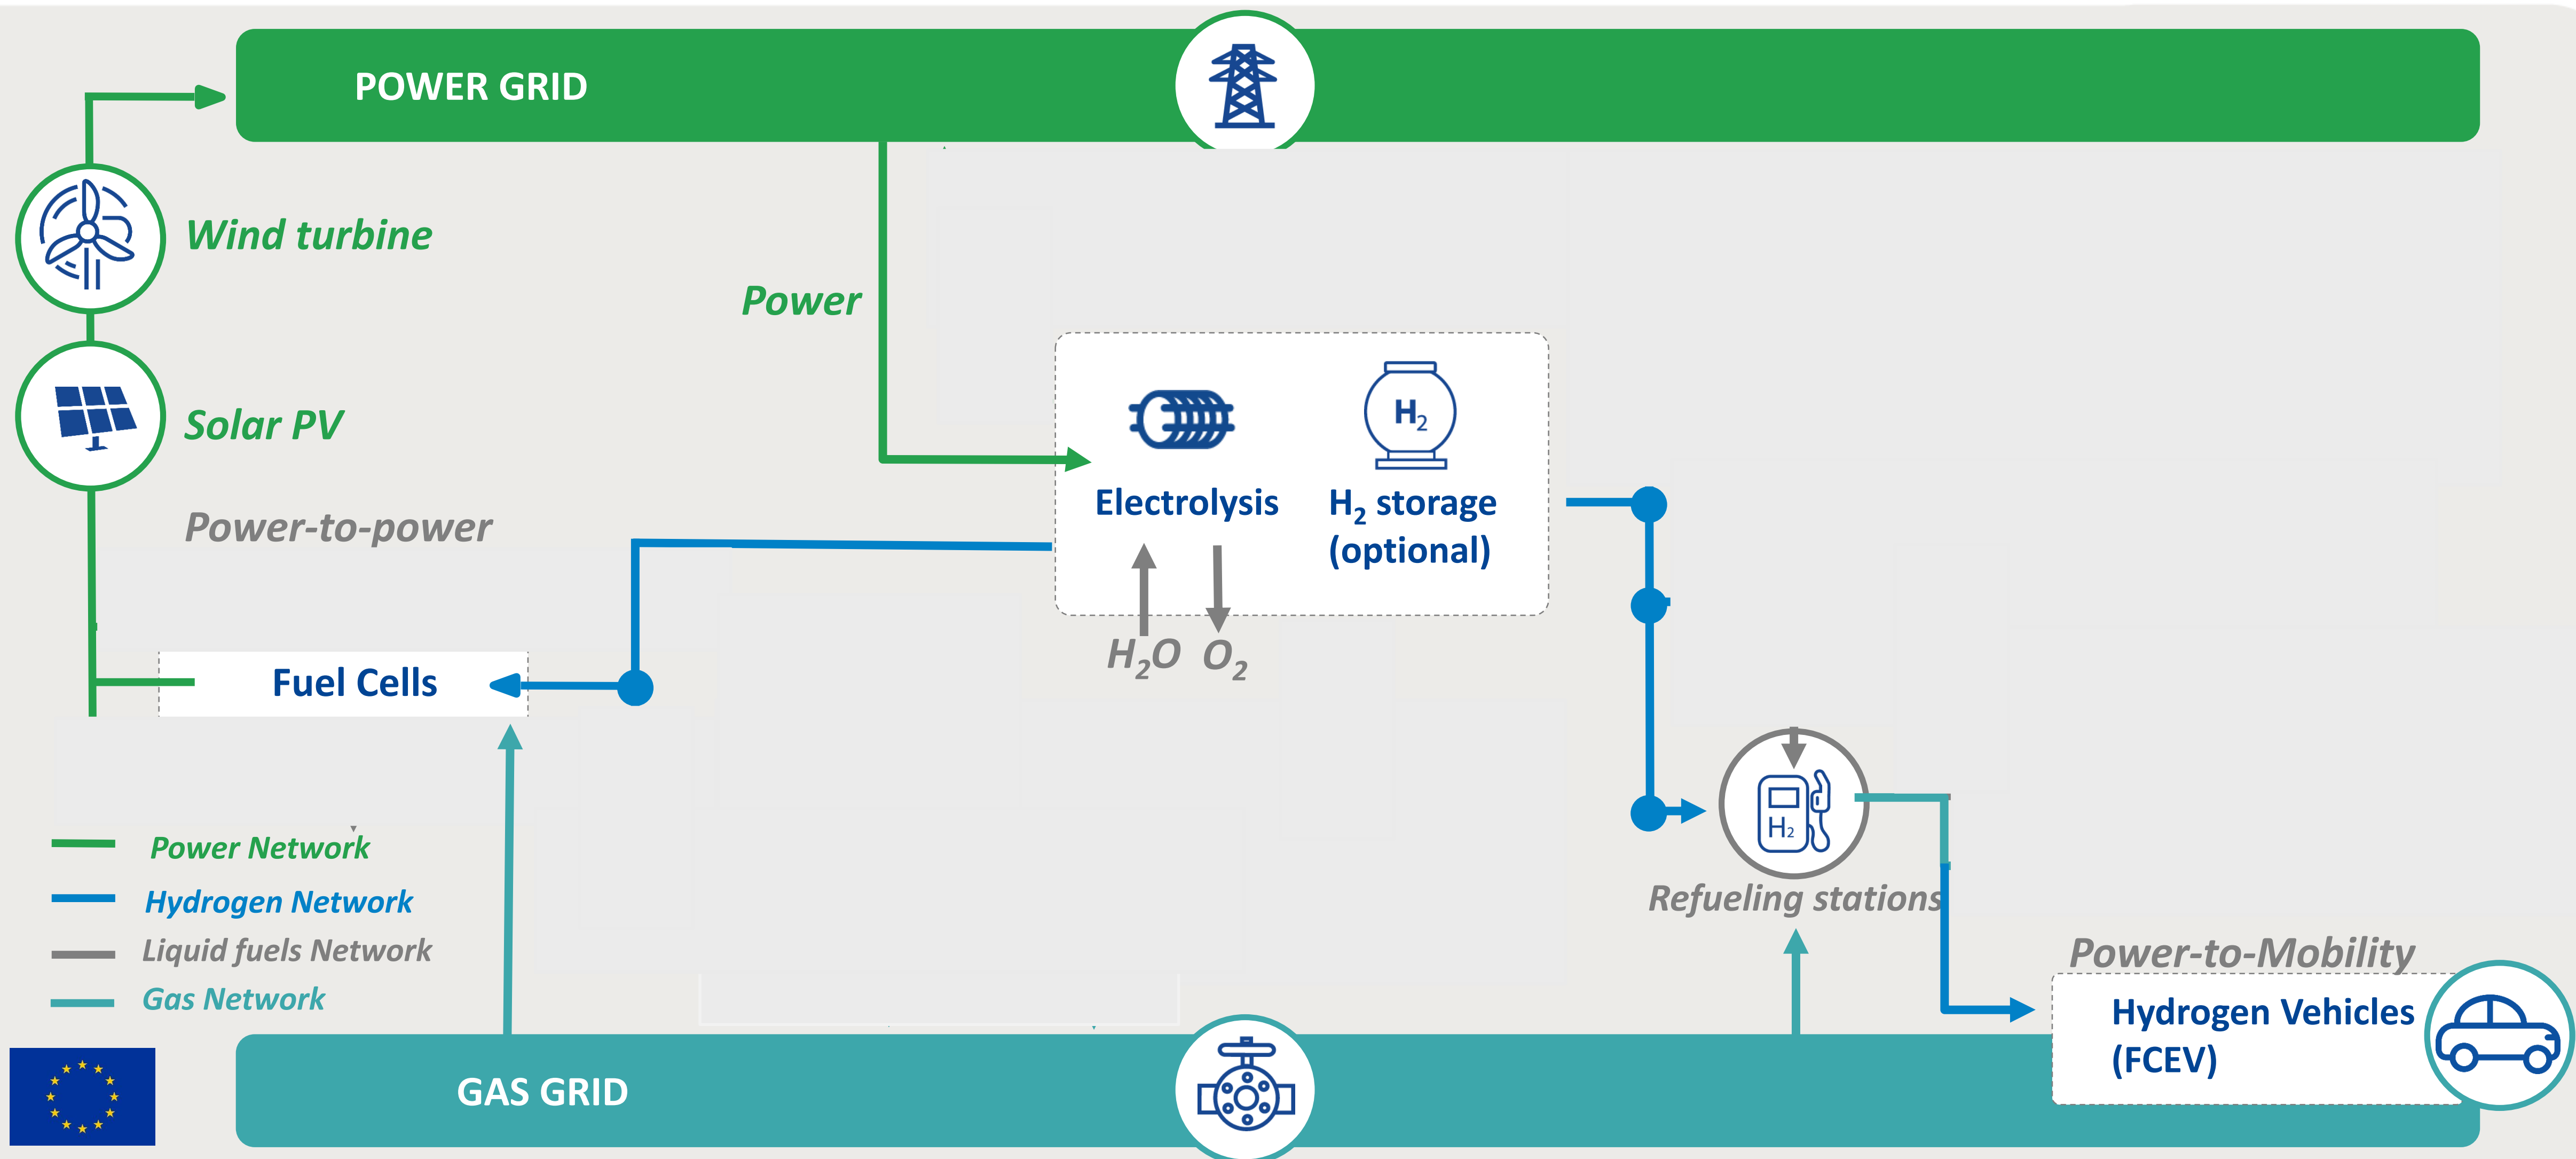 POWER GRID
Wind turbine
Power
Solar PV
H₂
Electrolysis
H₂ storage
(optional)
Power-to-power
H₂O
O₂
Fuel Cells
H₂
Refueling stations
Power Network
Hydrogen Network
Liquid fuels Network
Gas Network
Power-to-Mobility
Hydrogen Vehicles
(FCEV)
GAS GRID